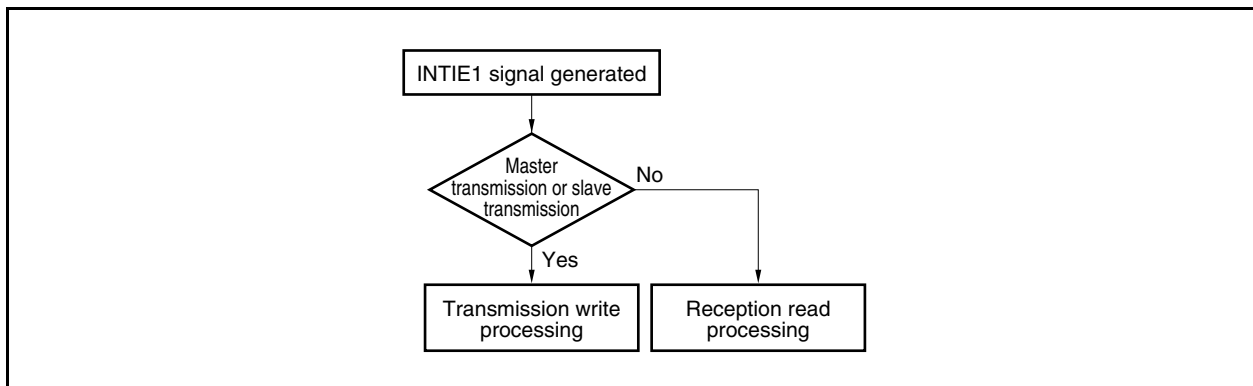 INTIE1 signal generated
Master
transmission or slave
transmission
No
Yes
Transmission write
processing
Reception read
processing